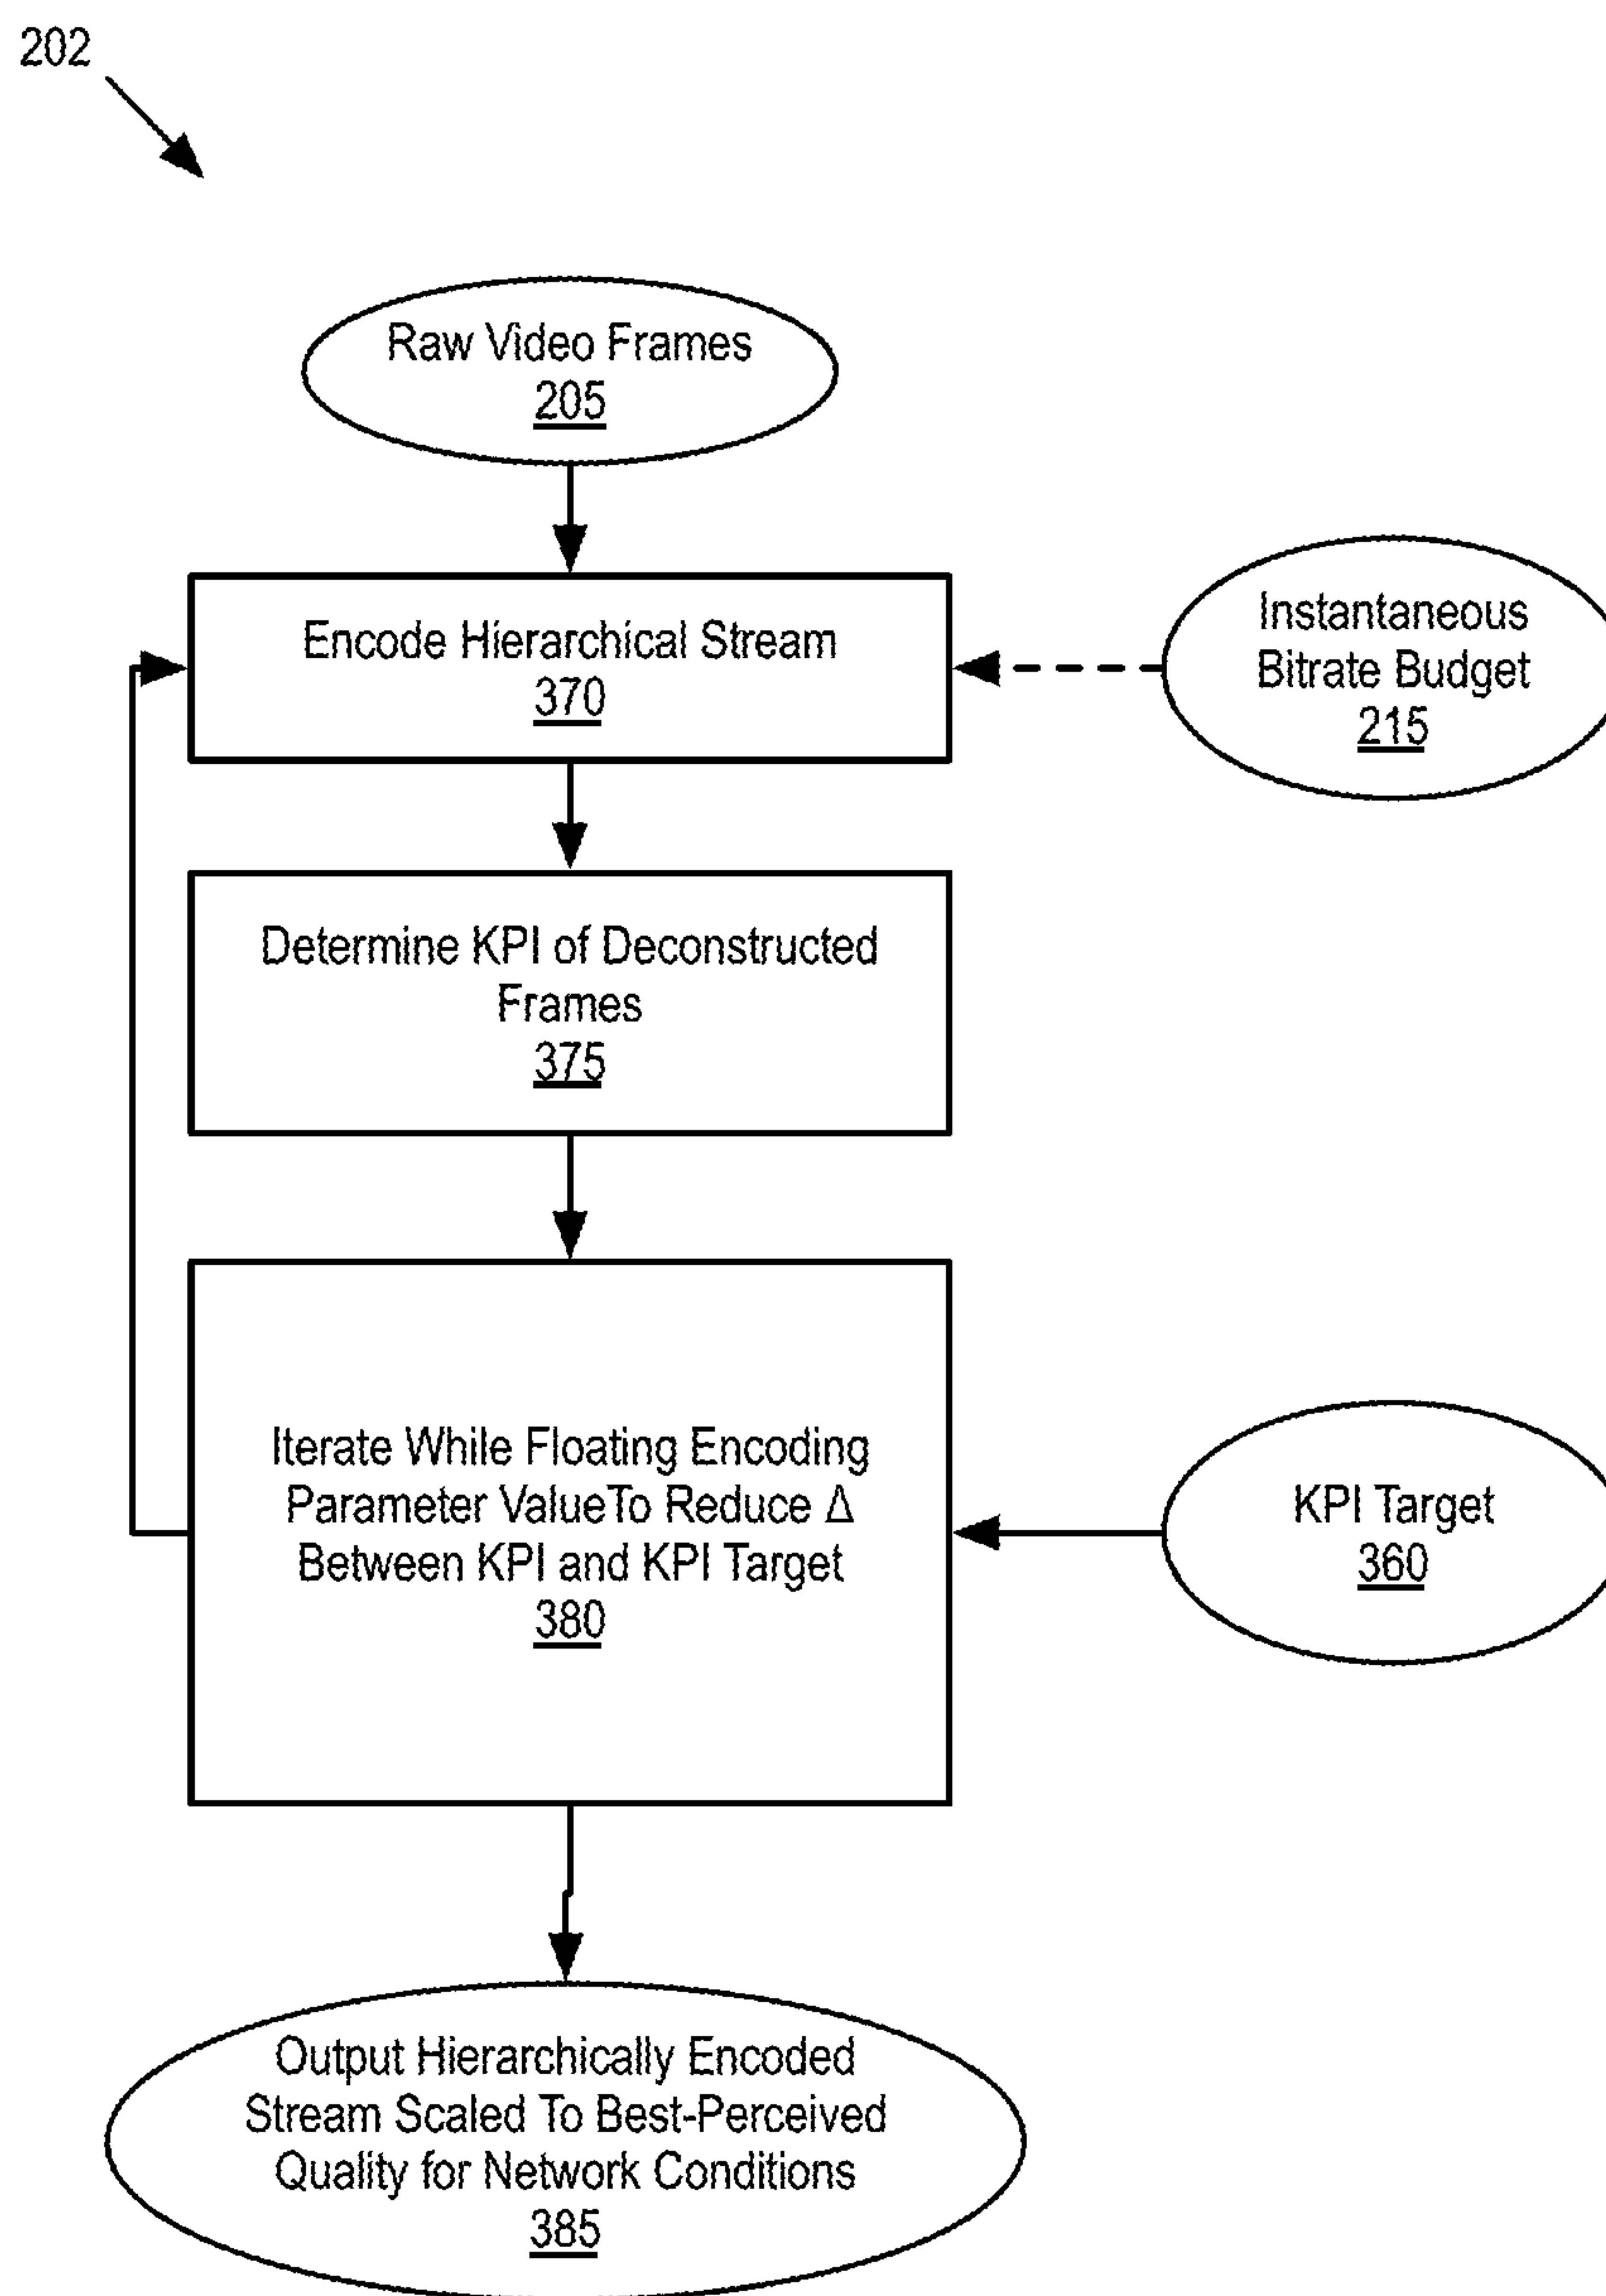 202
Raw Video Frames
205
Encode Hierarchical Stream
370
Instantaneous
Bitrate Budget
215
Determine KPI of Deconstructed
Frames
375
Iterate While Floating Encoding
Parameter ValueTo Reduce Δ
Between KPI and KPI Target
380
KPI Target
360
Output Hierarchically Encoded
Stream Scaled To Best-Perceived
Quality for Network Conditions
385